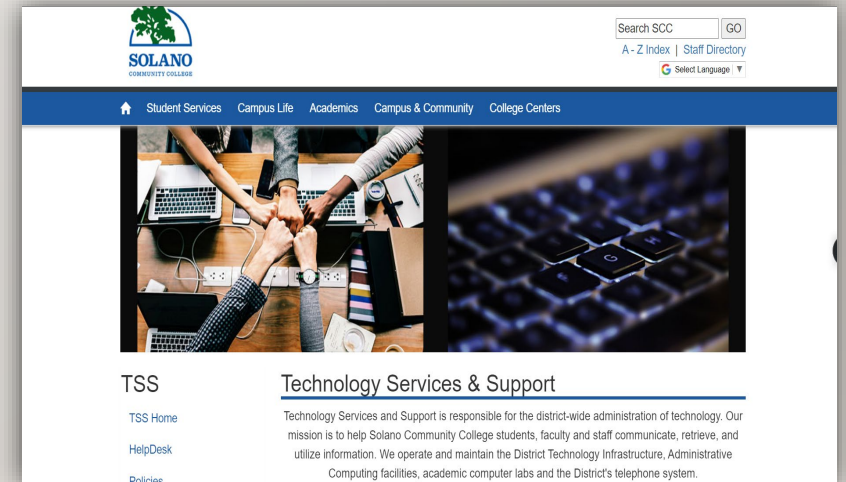 SOLANO
COMMUNITY COLLEGE
Search SCC GO
A - Z Index | Staff Directory
G Select Language ▼
Student Services Campus Life Academics Campus & Community College Centers
G H
TSS
TSS Home
HelpDesk
Policies
Technology Services & Support
Technology Services and Support is responsible for the district-wide administration of technology. Our
mission is to help Solano Community College students, faculty and staff communicate, retrieve, and
utilize information. We operate and maintain the District Technology Infrastructure, Administrative
Computing facilities, academic computer labs and the District's telephone system.